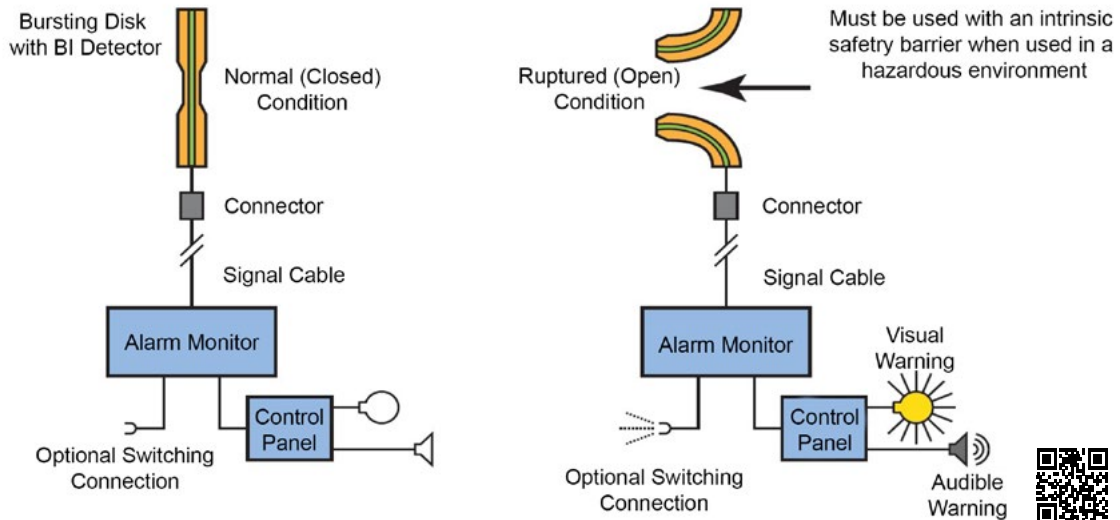 Bursting Disk
with BI Detector
Normal (Closed)
Condition
Connector
Signal Cable
Alarm Monitor
Control
Panel
Optional Switching
Connection
Must be used with an intrinsic
safety barrier when used in a
hazardous environment
Ruptured (Open)
Condition
Connector
Signal Cable
Alarm Monitor
Visual
Warning
Control
Panel
Optional Switching
Connection
Audible
Warning